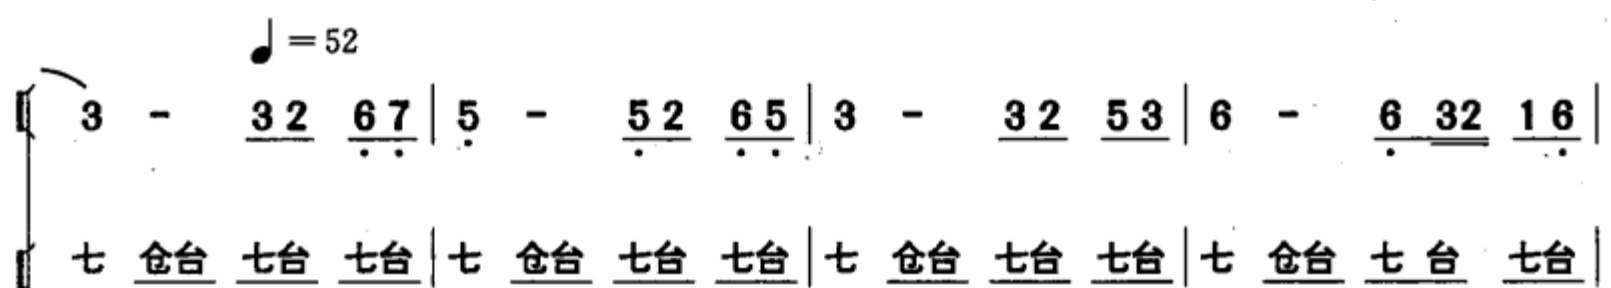 ♩=52
3 - 32 67 | 5 - 52 65 | 3 - 32 53 | 6 - 6 32 16 |
七 仓台 七台 七台 | 七 仓台 七台 七台 | 七 仓台 七台 七台 | 七 仓台 七台 七台 |